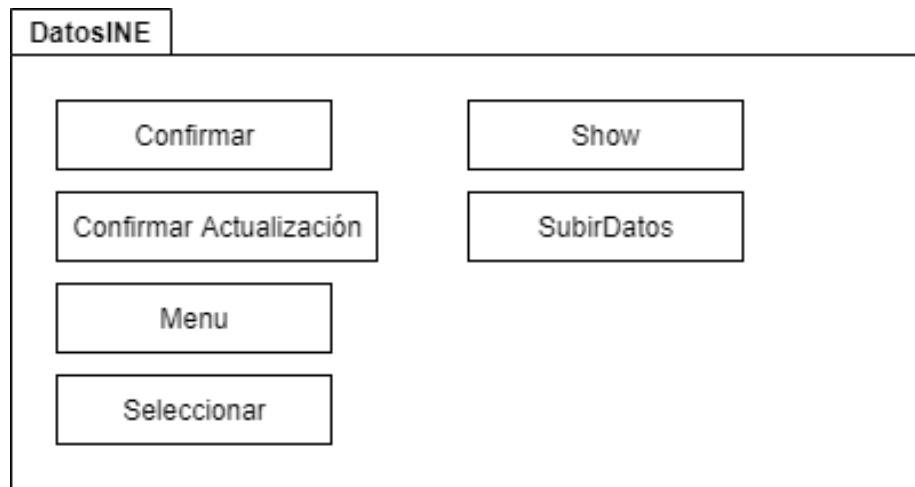 DatosINE
Confirmar
Show
Confirmar Actualización
SubirDatos
Menu
Seleccionar